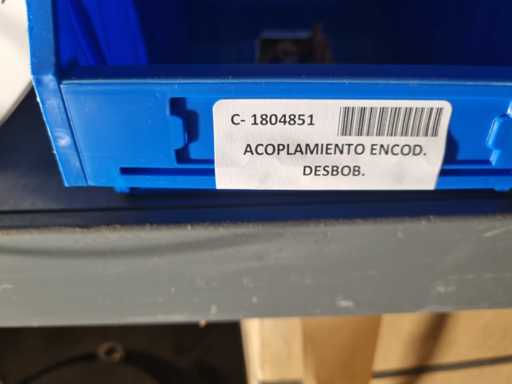 C- 1804851
ACOPLAMIENTO ENCOD.
DESBOB.